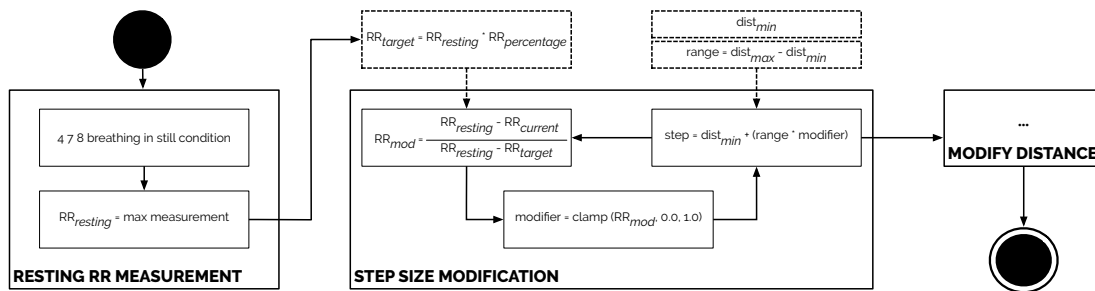 4 7 8 breathing in still condition
RR_resting = max measurement
RESTING RR MEASUREMENT
RR_target = RR_resting * RR_percentage
dist_min
range = dist_max - dist_min
RR_mod = (RR_resting - RR_current) / (RR_resting - RR_target)
step = dist_min + (range * modifier)
modifier = clamp (RR_mod, 0.0, 1.0)
STEP SIZE MODIFICATION
...
MODIFY DISTANCE